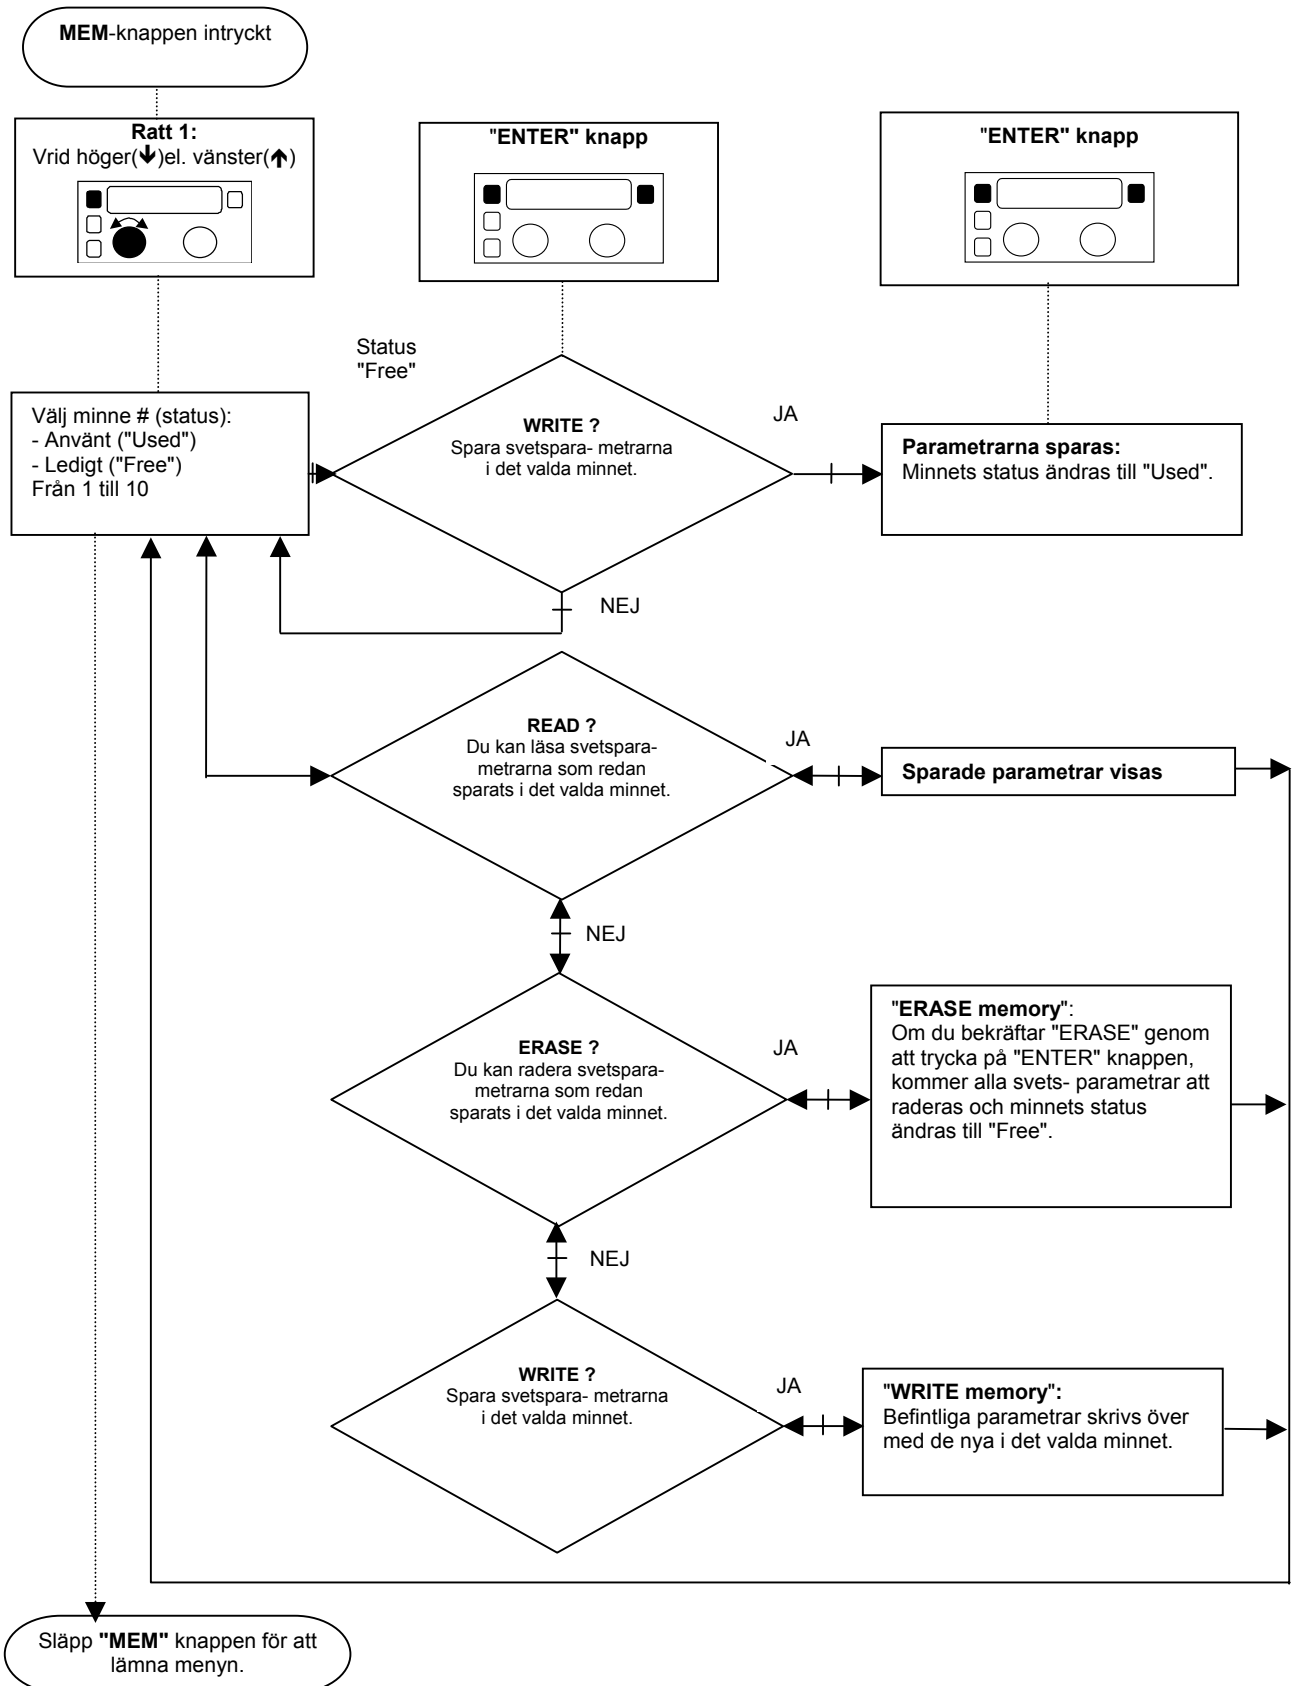 MEM-knappen intryckt
Ratt 1:
Vrid höger(🡻)el. vänster(🡹)
"ENTER" knapp
"ENTER" knapp
Status
"Free"
Välj minne # (status):
- Använt ("Used")
- Ledigt ("Free")
Från 1 till 10
WRITE ?
Spara svetspara- metrarna
i det valda minnet.
JA
Parametrarna sparas:
Minnets status ändras till "Used".
NEJ
READ ?
Du kan läsa svetspara-
metrarna som redan
sparats i det valda minnet.
JA
Sparade parametrar visas
NEJ
ERASE ?
Du kan radera svetspara-
metrarna som redan
sparats i det valda minnet.
JA
"ERASE memory":
Om du bekräftar "ERASE" genom
att trycka på "ENTER" knappen,
kommer alla svets- parametrar att
raderas och minnets status
ändras till "Free".
NEJ
WRITE ?
Spara svetspara- metrarna
i det valda minnet.
JA
"WRITE memory":
Befintliga parametrar skrivs över
med de nya i det valda minnet.
Släpp "MEM" knappen för att
lämna menyn.